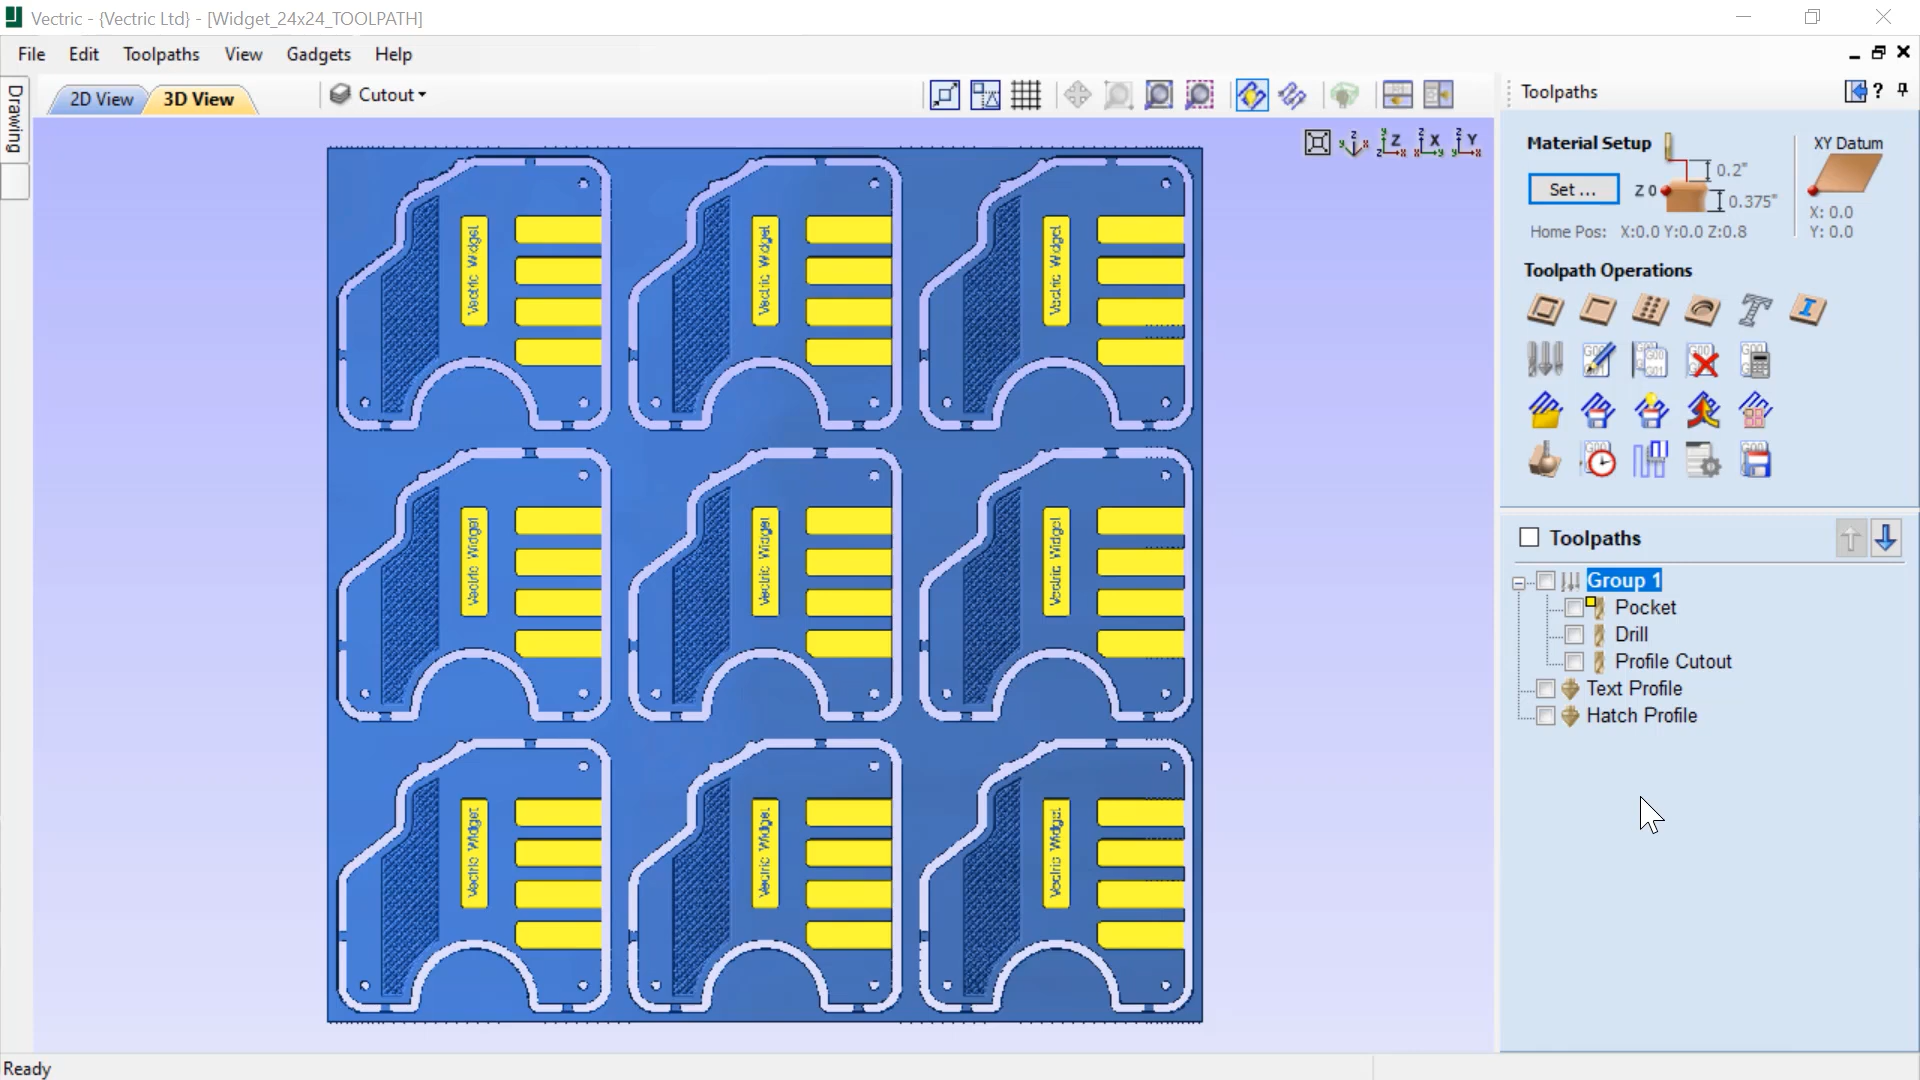 Vectric - {Vectric Ltd} - [Widget_24x24_TOOLPATH]
File Edit Toolpaths View Gadgets Help
Drawing
2D View 3D View Cutout
Toolpaths ?
Z X Y
Material Setup
XY Datum
0.2"
Set ...
Z 0
0.375"
X: 0.0
Home Pos: X:0.0 Y:0.0 Z:0.8
Y: 0.0
Toolpath Operations
Toolpaths
Group 1
Pocket
Drill
Profile Cutout
Text Profile
Hatch Profile
Vectric Widget
Vectric Widget
Vectric Widget
Vectric Widget
Vectric Widget
Vectric Widget
Vectric Widget
Vectric Widget
Vectric Widget
Ready